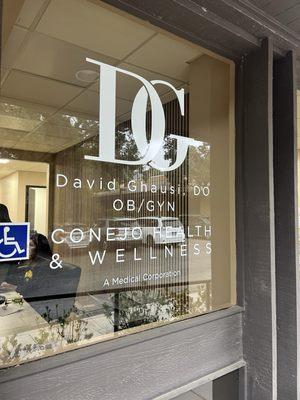 DG
David Ghausi, DO
OB/GYN
CONEJO HEALTH
& WELLNESS
A Medical Corporation